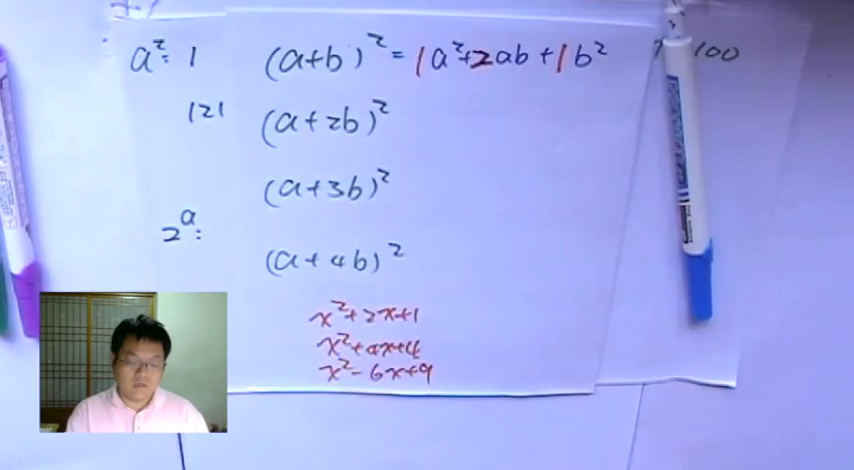 a²: 1
(a+b)² = 1a²+2ab+1b²
100
121
(a+2b)²
(a+3b)²
2ᵃ:
(a+4b)²
x²+2x+1
x²+4x+4
x²-6x+9